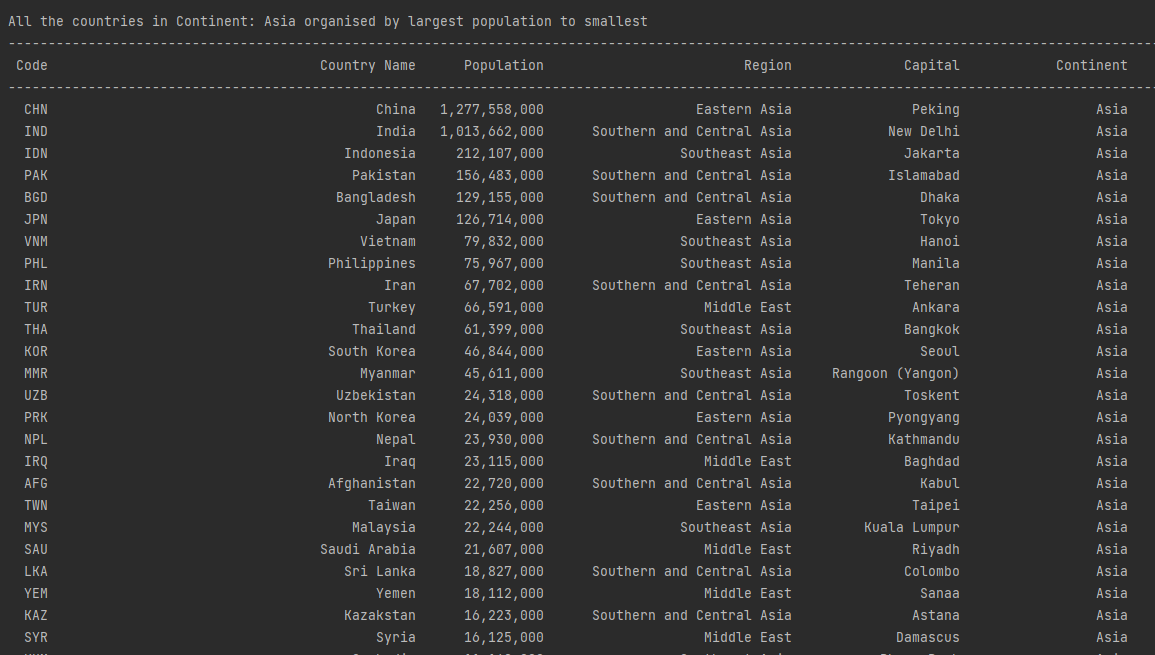 All the countries in Continent: Asia organised by largest population to smallest
Code Country Name Population Region Capital Continent
CHN China 1,277,558,000 Eastern Asia Peking Asia
IND India 1,013,662,000 Southern and Central Asia New Delhi Asia
IDN Indonesia 212,107,000 Southeast Asia Jakarta Asia
PAK Pakistan 156,483,000 Southern and Central Asia Islamabad Asia
BGD Bangladesh 129,155,000 Southern and Central Asia Dhaka Asia
JPN Japan 126,714,000 Eastern Asia Tokyo Asia
VNM Vietnam 79,832,000 Southeast Asia Hanoi Asia
PHL Philippines 75,967,000 Southeast Asia Manila Asia
IRN Iran 67,702,000 Southern and Central Asia Teheran Asia
TUR Turkey 66,591,000 Middle East Ankara Asia
THA Thailand 61,399,000 Southeast Asia Bangkok Asia
KOR South Korea 46,844,000 Eastern Asia Seoul Asia
MMR Myanmar 45,611,000 Southeast Asia Rangoon (Yangon) Asia
UZB Uzbekistan 24,318,000 Southern and Central Asia Toskent Asia
PRK North Korea 24,039,000 Eastern Asia Pyongyang Asia
NPL Nepal 23,930,000 Southern and Central Asia Kathmandu Asia
IRQ Iraq 23,115,000 Middle East Baghdad Asia
AFG Afghanistan 22,720,000 Southern and Central Asia Kabul Asia
TWN Taiwan 22,256,000 Eastern Asia Taipei Asia
MYS Malaysia 22,244,000 Southeast Asia Kuala Lumpur Asia
SAU Saudi Arabia 21,607,000 Middle East Riyadh Asia
LKA Sri Lanka 18,827,000 Southern and Central Asia Colombo Asia
YEM Yemen 18,112,000 Middle East Sanaa Asia
KAZ Kazakstan 16,223,000 Southern and Central Asia Astana Asia
SYR Syria 16,125,000 Middle East Damascus Asia